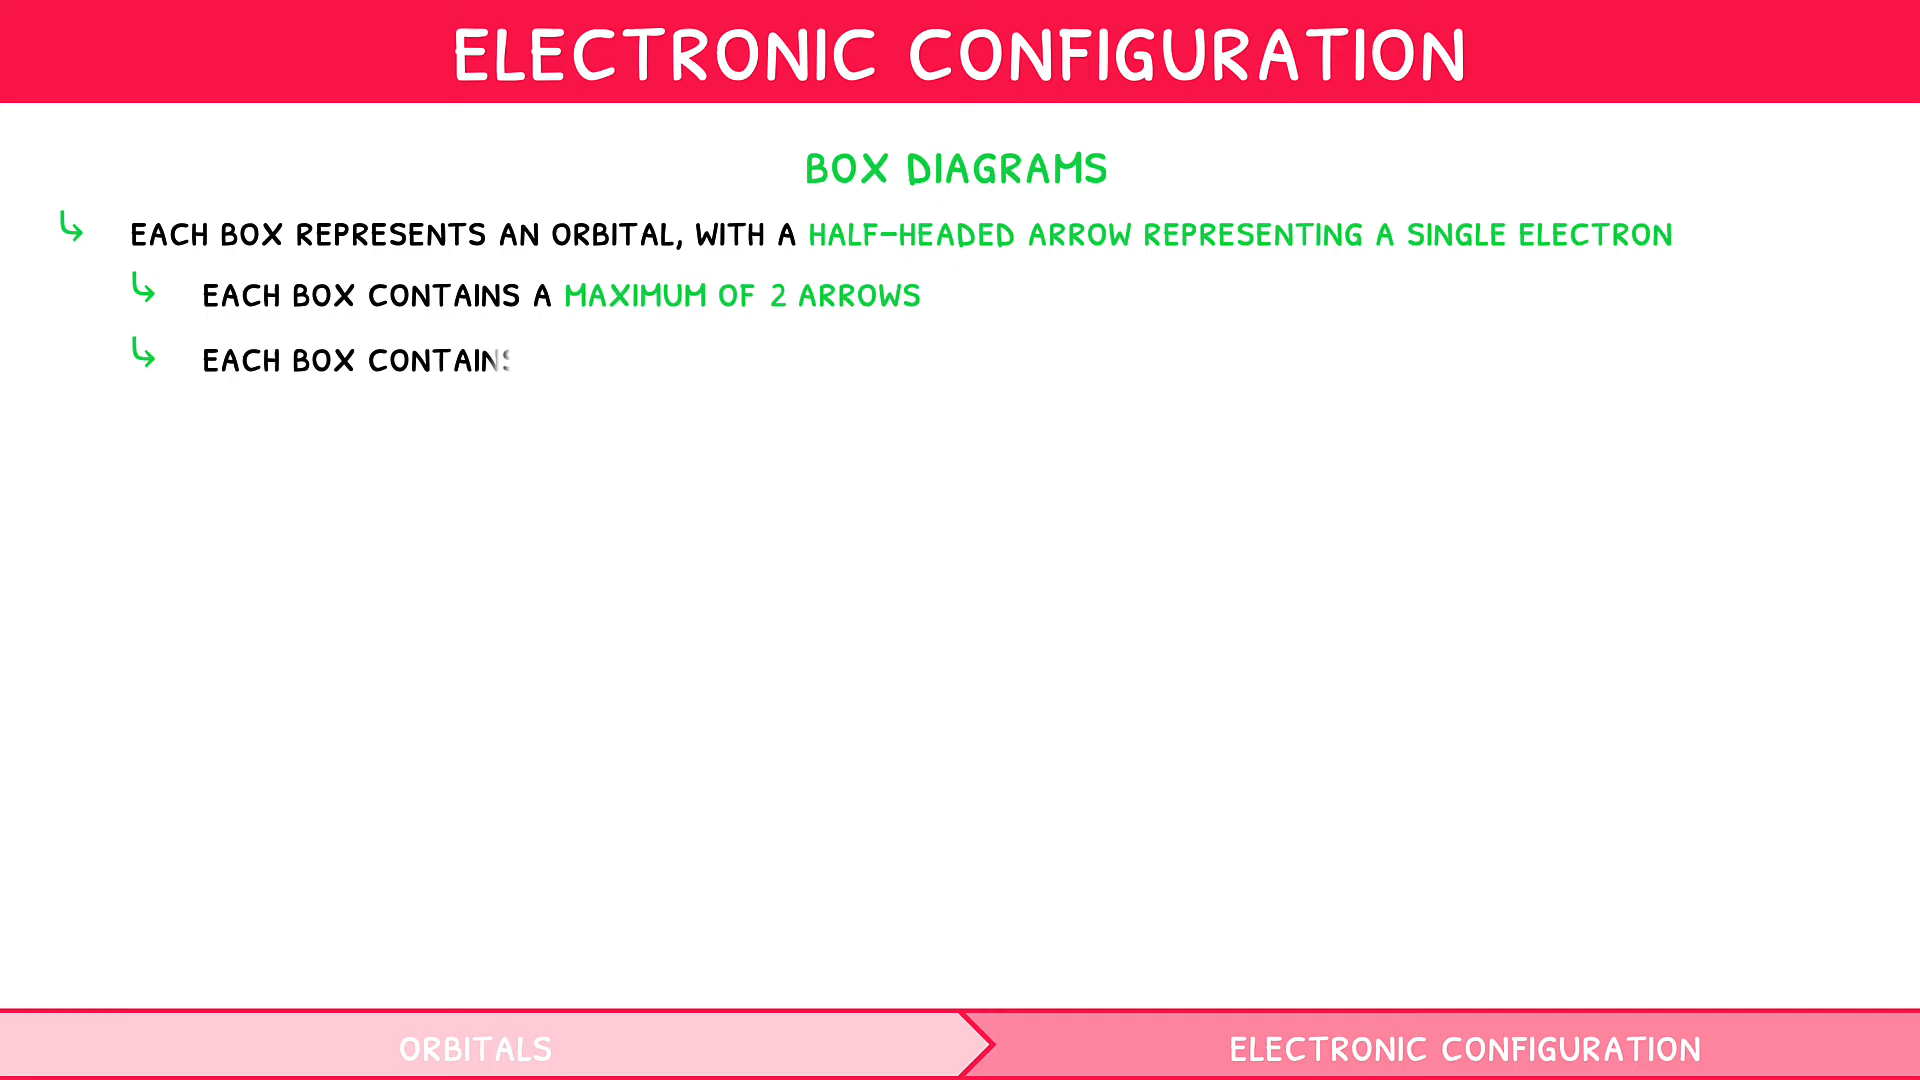 ELECTRONIC CONFIGURATION
BOX DIAGRAMS
EACH BOX REPRESENTS AN ORBITAL, WITH A HALF-HEADED ARROW REPRESENTING A SINGLE ELECTRON
EACH BOX CONTAINS A MAXIMUM OF 2 ARROWS
EACH BOX CONTAINS
ORBITALS
ELECTRONIC CONFIGURATION